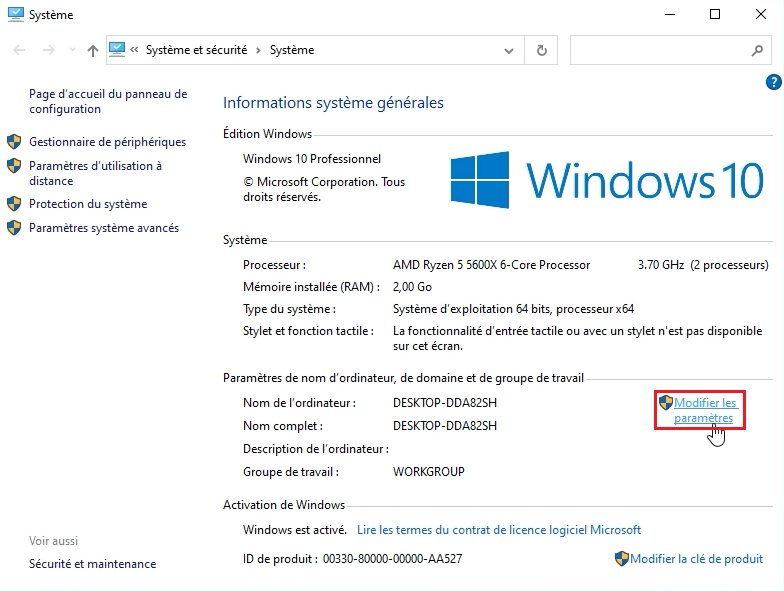 Système
« Système et sécurité › Système
?
Page d'accueil du panneau de
configuration
Gestionnaire de périphériques
Paramètres d'utilisation à
distance
Protection du système
Paramètres système avancés
Informations système générales
Édition Windows
Windows 10 Professionnel
© Microsoft Corporation. Tous
droits réservés.
Windows 10
Système
Processeur : AMD Ryzen 5 5600X 6-Core Processor 3.70 GHz (2 processeurs)
Mémoire installée (RAM) : 2,00 Go
Type du système : Système d'exploitation 64 bits, processeur x64
Stylet et fonction tactile : La fonctionnalité d'entrée tactile ou avec un stylet n'est pas disponible
sur cet écran.
Paramètres de nom d'ordinateur, de domaine et de groupe de travail
Nom de l'ordinateur : DESKTOP-DDA82SH
Modifier les
paramètres
Nom complet : DESKTOP-DDA82SH
Description de l'ordinateur :
Groupe de travail : WORKGROUP
Activation de Windows
Windows est activé. Lire les termes du contrat de licence logiciel Microsoft
ID de produit : 00330-80000-00000-AA527
Modifier la clé de produit
Voir aussi
Sécurité et maintenance